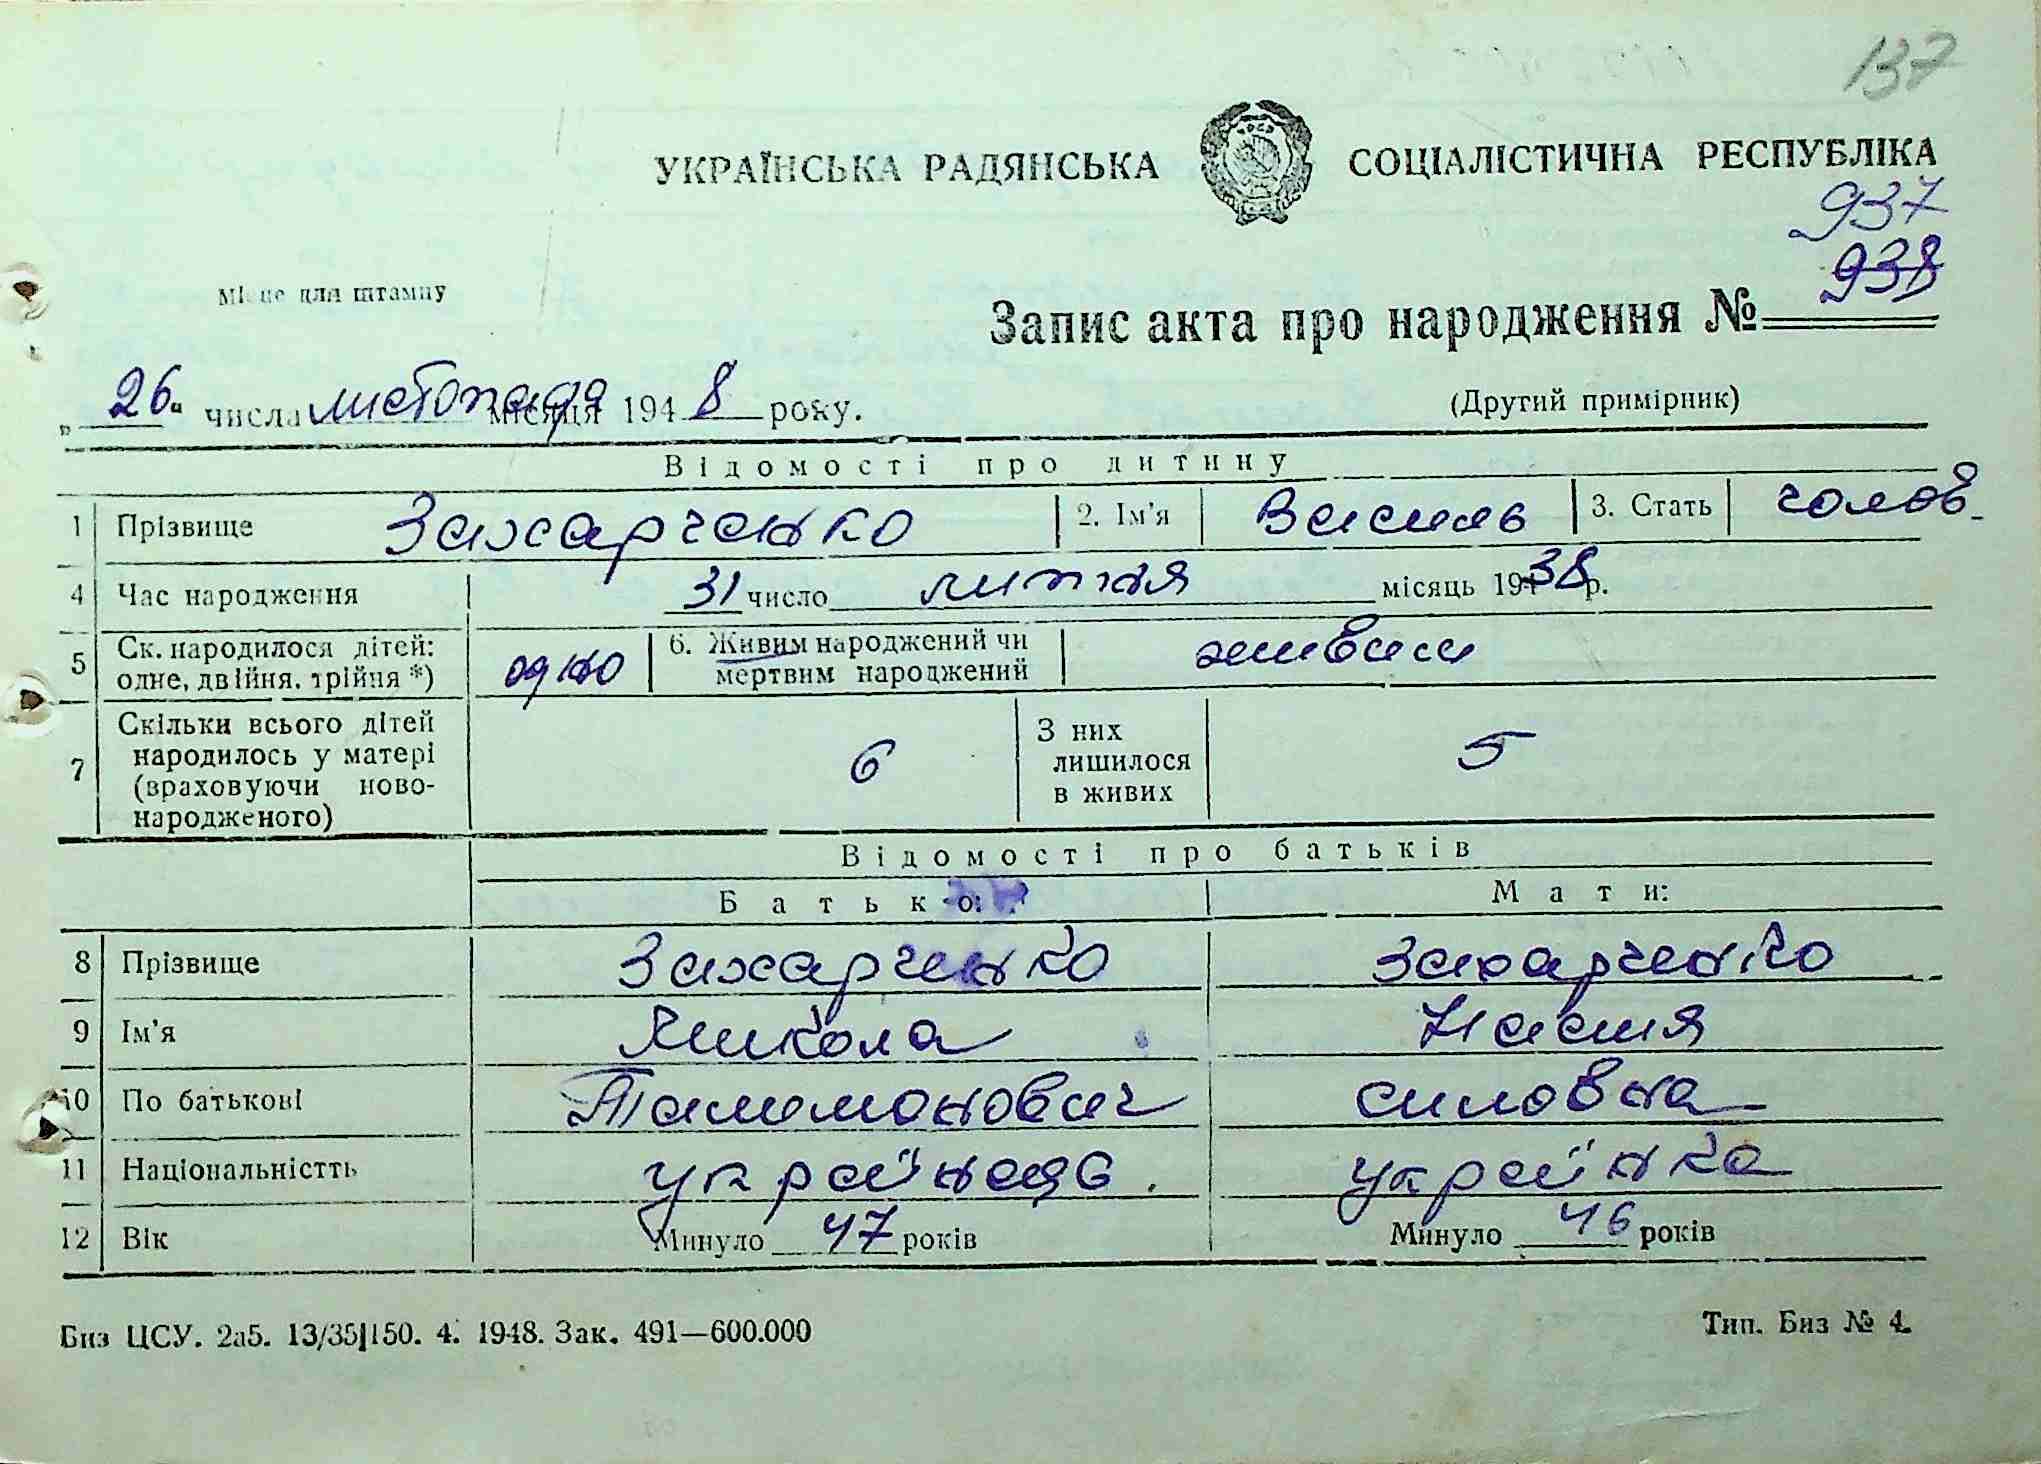 137
УКРАЇНСЬКА РАДЯНСЬКА СОЦІАЛІСТИЧНА РЕСПУБЛІКА
937
938
Місце для штампу
Запис акта про народження №
„26“ числа листопада місяця 1948 року.
(Другий примірник)
Відомості про дитину
1 Прізвище Захарченко 2. Ім'я Василь 3. Стать чолов.
4 Час народження 31 число липня місяць 1938 р.
5 Ск. народилося дітей: одне, двійня, трійня *) одно 6. Живим народжений чи мертвим народжений живим
7 Скільки всього дітей народилось у матері (враховуючи ново-народженого) 6 З них лишилося в живих 5
Відомості про батьків
Батько: Мати:
8 Прізвище Захарченко Захарченко
9 Ім'я Микола Настя
10 По батькові силовна
11 Національністть українець. українка
12 Вік Минуло 47 років Минуло 46 років
Биз ЦСУ. 2а5. 13/35|150. 4. 1948. Зак. 491—600.000
Тип. Биз № 4.